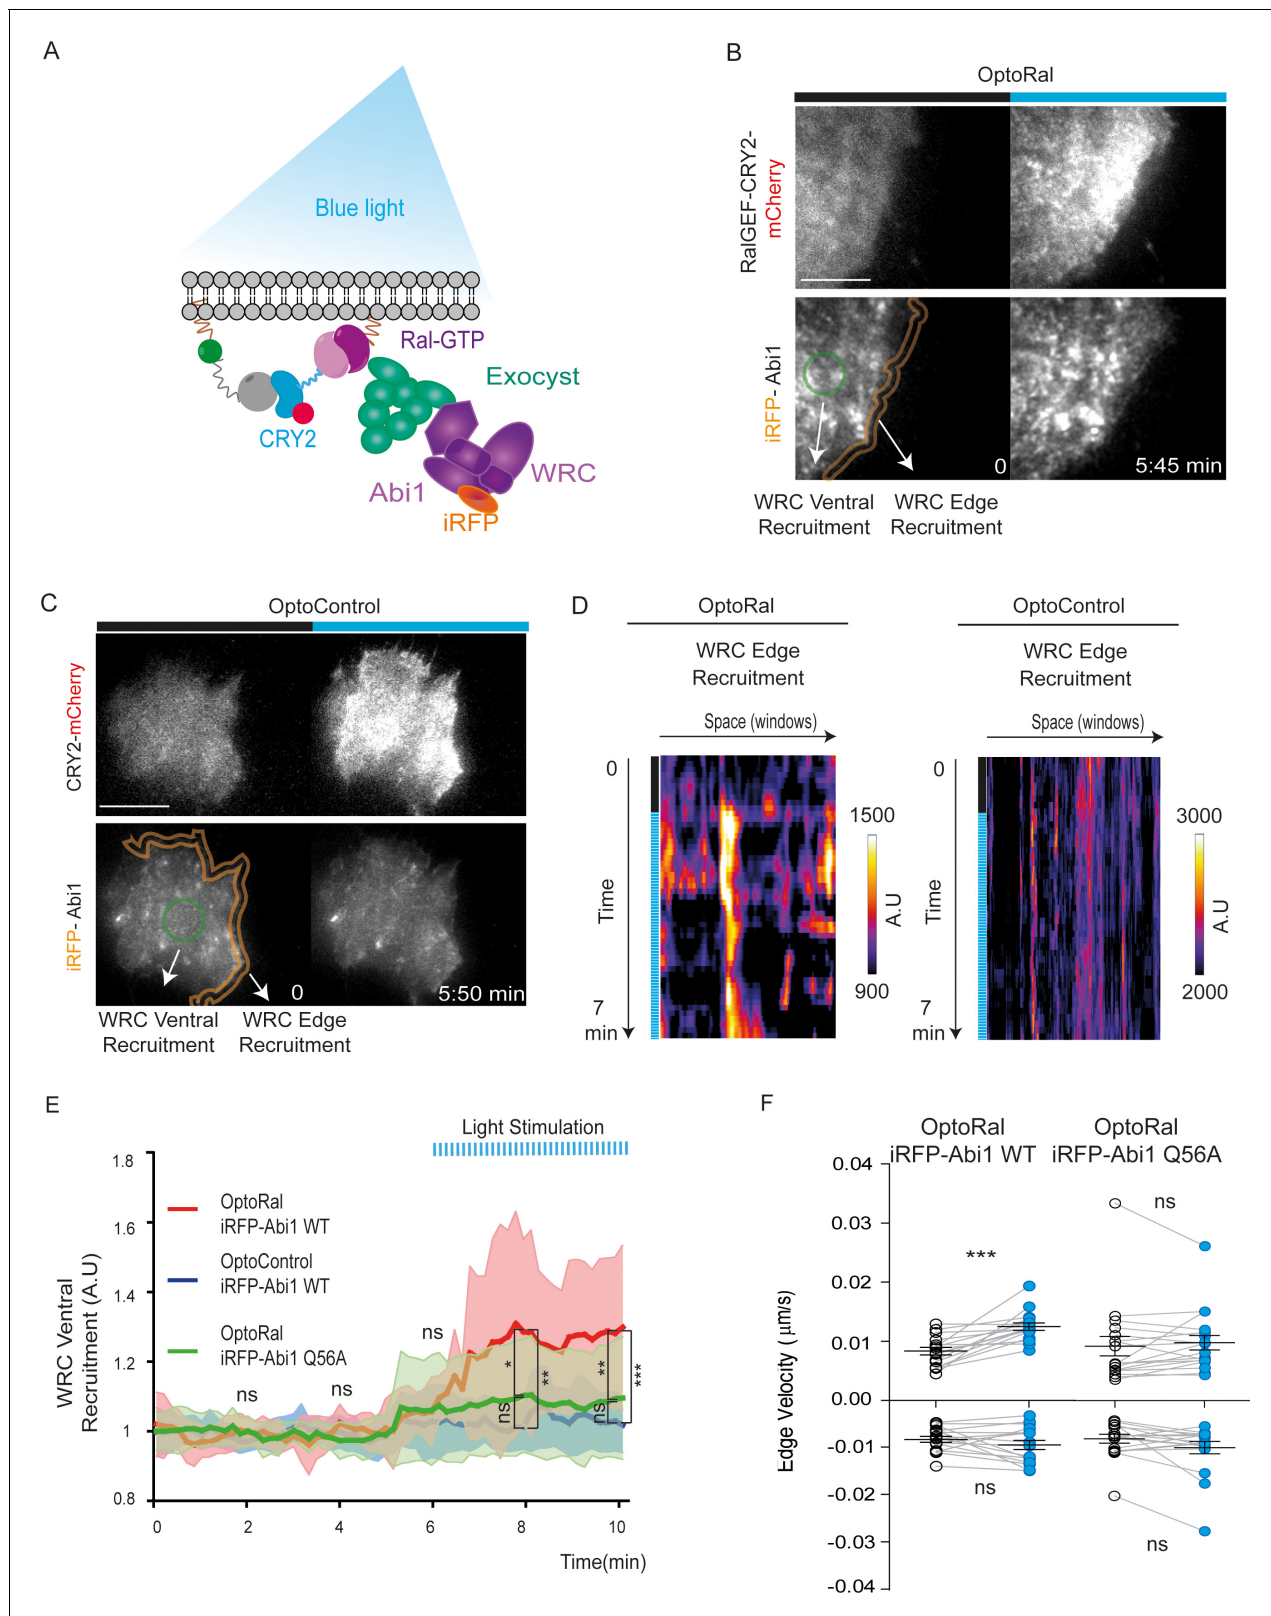 A
Blue light
Ral-GTP
Exocyst
CRY2
WRC
Abi1
iRFP
B
OptoRal
RalGEF-CRY2-
mCherry
iRFP- Abi1
0
5:45 min
WRC Ventral
Recruitment
WRC Edge
Recruitment
C
OptoControl
CRY2-mCherry
iRFP- Abi1
0
5:50 min
WRC Ventral
Recruitment
WRC Edge
Recruitment
D
OptoRal
WRC Edge
Recruitment
Space (windows)
0
Time
7
min
1500
A.U
900
OptoControl
WRC Edge
Recruitment
Space (windows)
0
Time
7
min
3000
A.U
2000
E
Light Stimulation
WRC Ventral
Recruitment (A.U)
1.8
1.6
1.4
1.2
1
0.8
OptoRal
iRFP-Abi1 WT
OptoControl
iRFP-Abi1 WT
OptoRal
iRFP-Abi1 Q56A
ns
ns
ns
*
**
ns
**
***
ns
0
2
4
6
8
10
Time(min)
F
OptoRal
iRFP-Abi1 WT
OptoRal
iRFP-Abi1 Q56A
Edge Velocity (µm/s)
0.04
0.03
0.02
0.01
0.00
-0.01
-0.02
-0.03
-0.04
***
ns
ns
ns